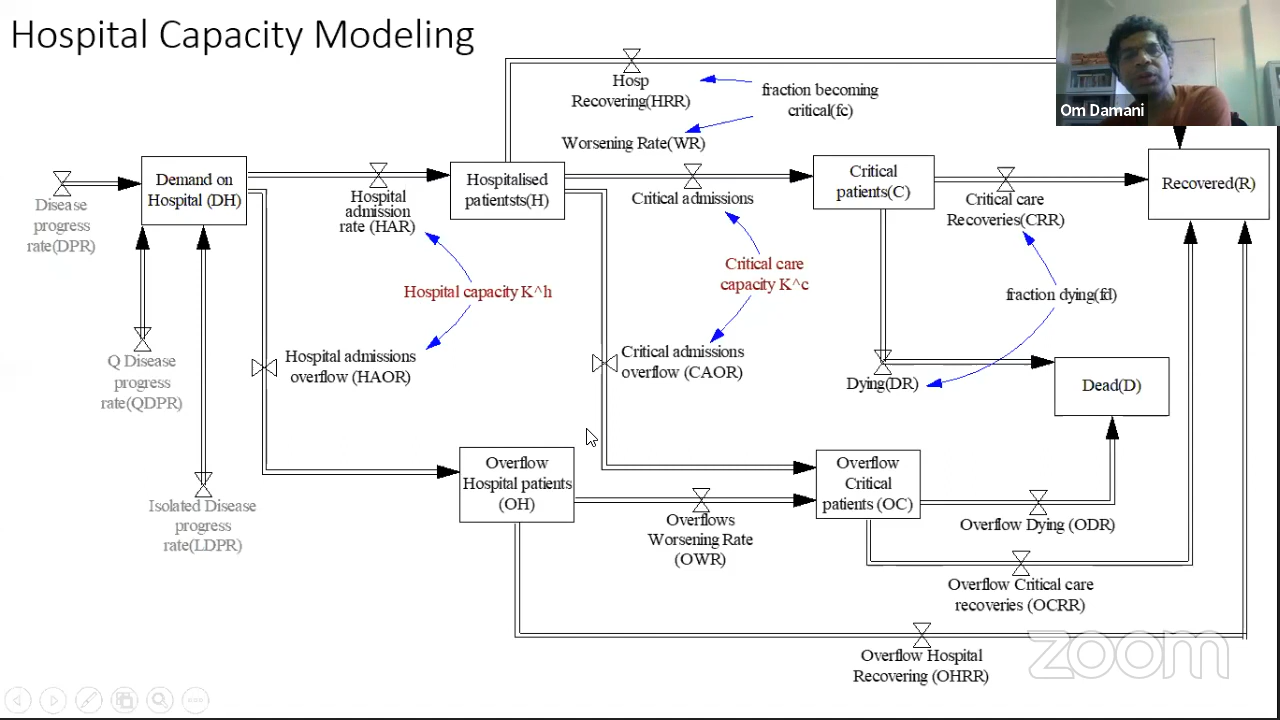 Hospital Capacity Modeling
Om Damani
Hosp
Recovering(HRR)
fraction becoming
critical(fc)
Worsening Rate(WR)
Demand on
Hospital (DH)
Hospitalised
patientsts(H)
Critical
patients(C)
Recovered(R)
Disease
progress
rate(DPR)
Hospital
admission
rate (HAR)
Critical admissions
Critical care
Recoveries(CRR)
Hospital capacity K^h
Critical care
capacity K^c
fraction dying(fd)
Q Disease
progress
rate(QDPR)
Hospital admissions
overflow (HAOR)
Critical admissions
overflow (CAOR)
Dying(DR)
Dead(D)
Overflow
Hospital patients
(OH)
Overflow
Critical
patients (OC)
Isolated Disease
progress
rate(LDPR)
Overflows
Worsening Rate
(OWR)
Overflow Dying (ODR)
Overflow Critical care
recoveries (OCRR)
Overflow Hospital
Recovering (OHRR)
zoom